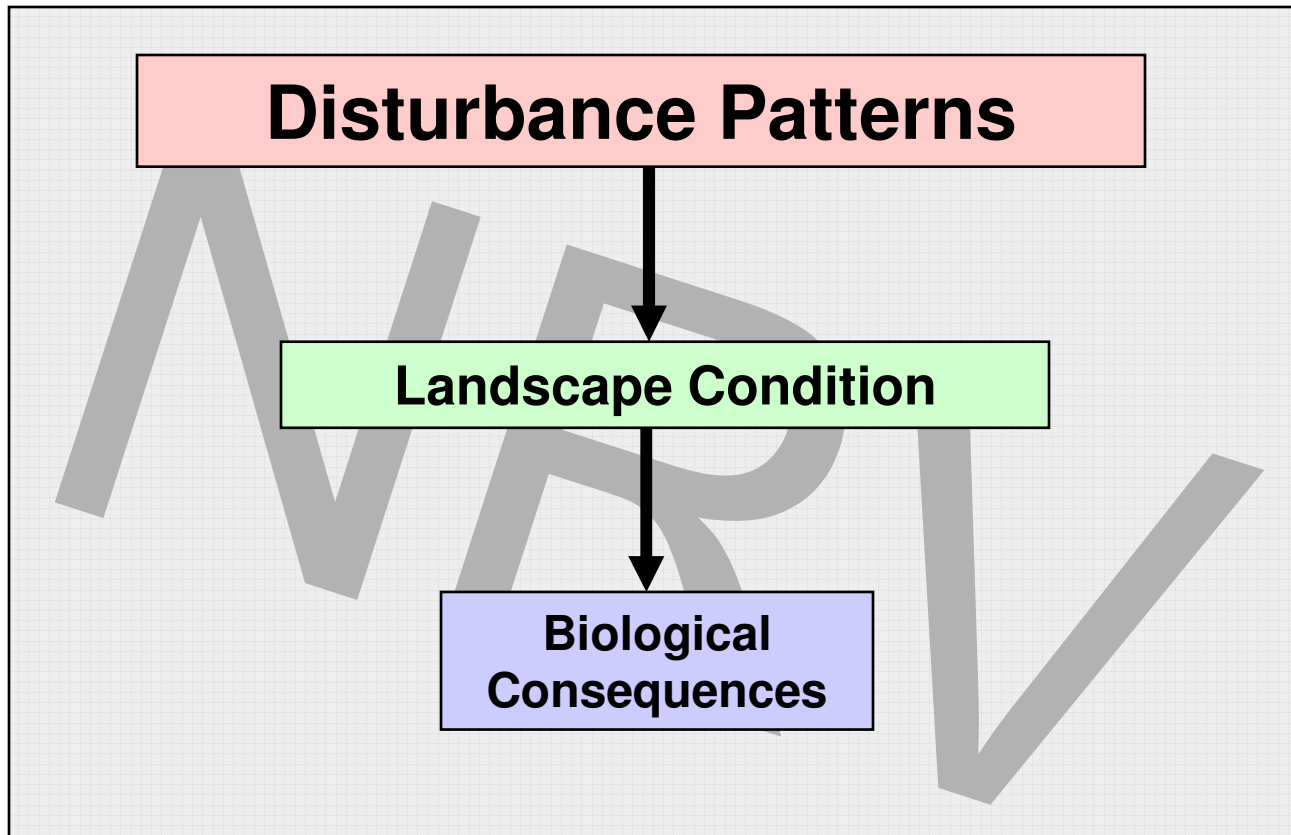 Disturbance Patterns
NRV
Landscape Condition
Biological
Consequences